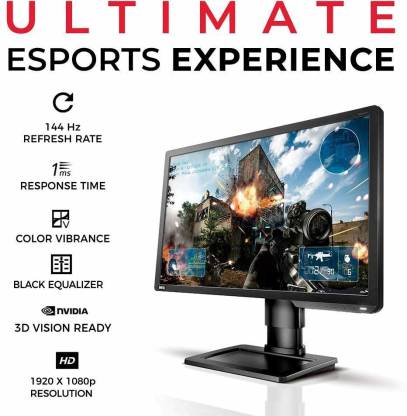 ULTIMATE
ESPORTS EXPERIENCE
144 Hz
REFRESH RATE
1ms
RESPONSE TIME
V
COLOR VIBRANCE
BLACK EQUALIZER
NVIDIA
3D VISION READY
HD
1920 X 1080p
RESOLUTION